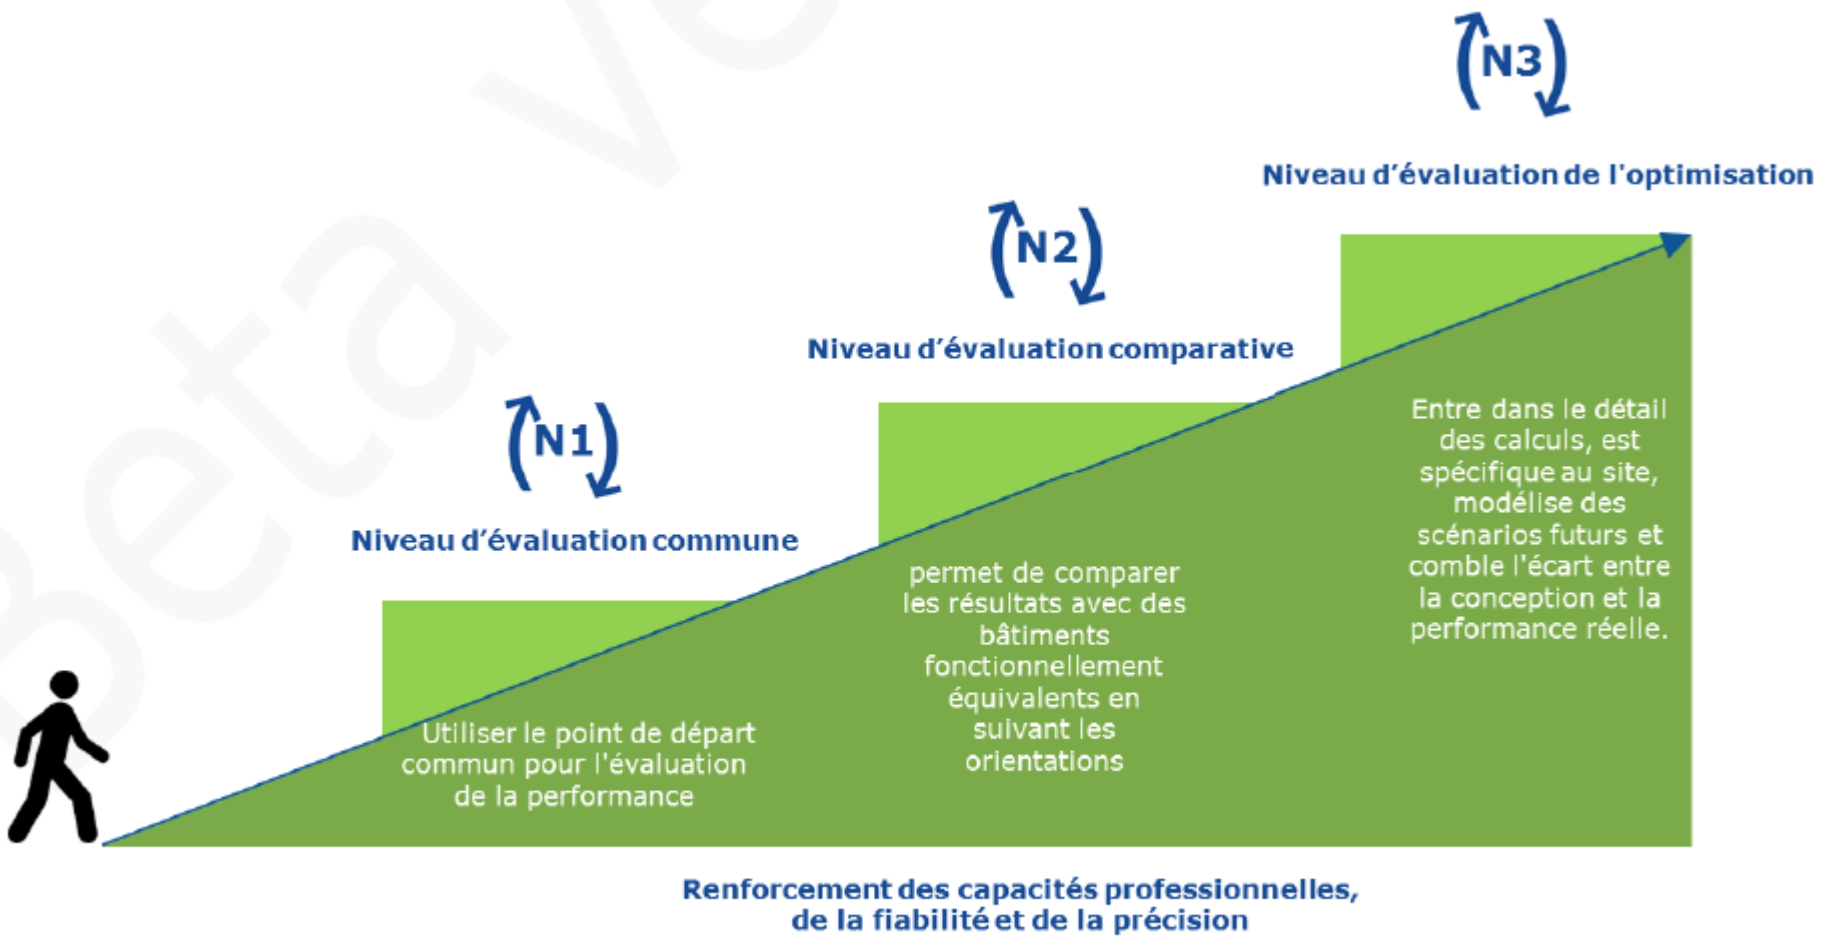 Beta ve
N3
Niveau d’évaluation de l'optimisation
N2
Niveau d’évaluation comparative
N1
Niveau d’évaluation commune
Utiliser le point de départ
commun pour l'évaluation
de la performance
permet de comparer
les résultats avec des
bâtiments
fonctionnellement
équivalents en
suivant les
orientations
Entre dans le détail
des calculs, est
spécifique au site,
modélise des
scénarios futurs et
comble l'écart entre
la conception et la
performance réelle.
Renforcement des capacités professionnelles,
de la fiabilité et de la précision